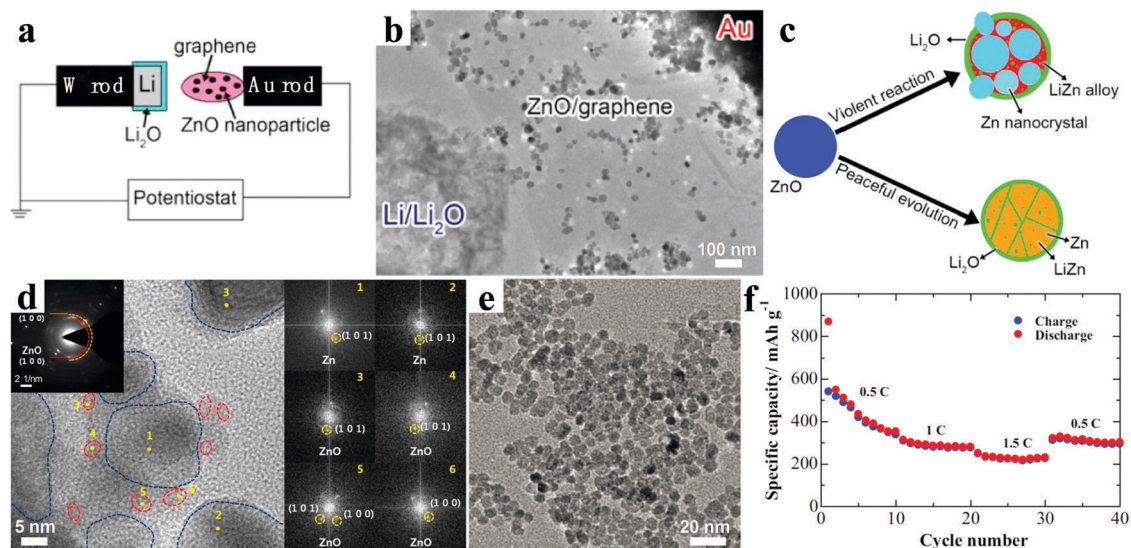 a
graphene
W rod
Li
Au rod
Li₂O
ZnO nanoparticle
Potentiostat
b
Au
ZnO/graphene
Li/Li₂O
100 nm
c
Li₂O
Violent reaction
LiZn alloy
Zn nanocrystal
ZnO
Peaceful evolution
Zn
LiZn
Li₂O
d
(1 0 0)
ZnO
(1 0 0)
2 1/nm
3
3
4
1
5
6
2
5 nm
1
(1 0 1)
Zn
2
(1 0 1)
Zn
3
(1 0 1)
ZnO
4
(1 0 1)
ZnO
5
(1 0 1)
(1 0 0)
ZnO
6
(1 0 0)
ZnO
e
20 nm
f
Specific capacity/ mAh g⁻¹
1000
800
600
400
200
0
Charge
Discharge
0.5 C
1 C
1.5 C
0.5 C
0 10 20 30 40
Cycle number